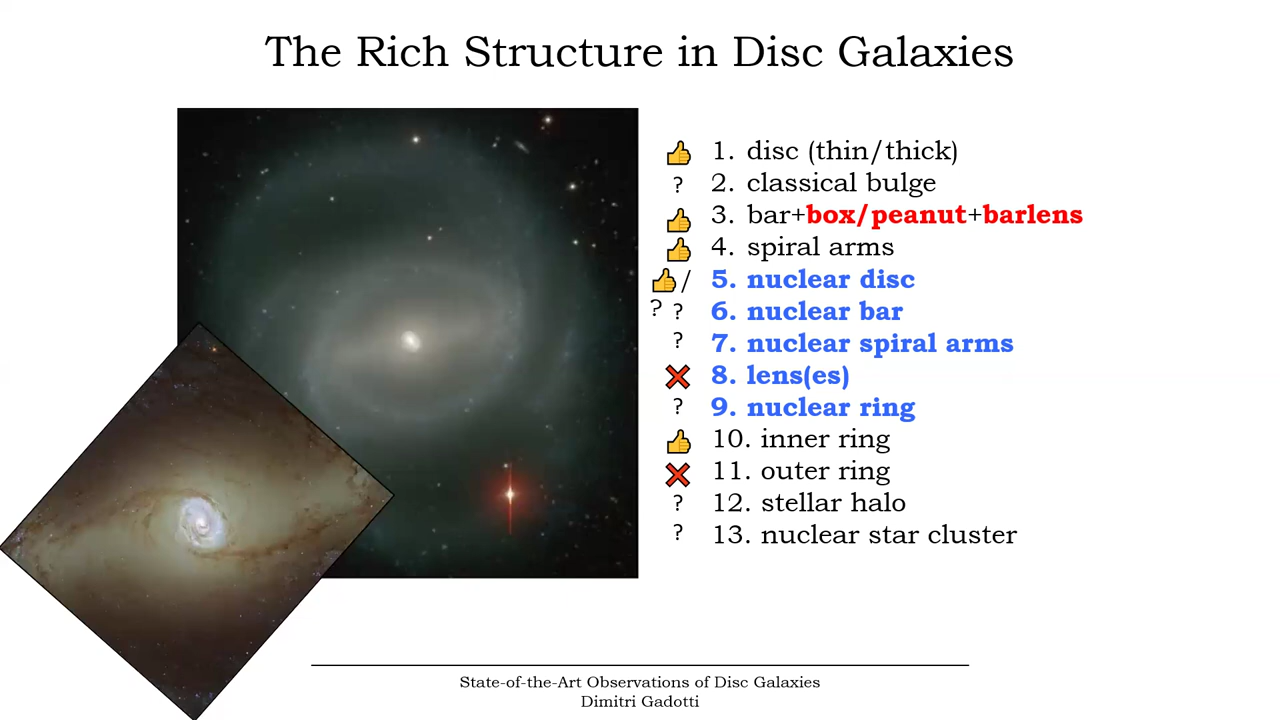 The Rich Structure in Disc Galaxies
1. disc (thin/thick)
? 2. classical bulge
3. bar+box/peanut+barlens
4. spiral arms
/ 5. nuclear disc
? ? 6. nuclear bar
? 7. nuclear spiral arms
8. lens(es)
? 9. nuclear ring
10. inner ring
11. outer ring
? 12. stellar halo
? 13. nuclear star cluster
State-of-the-Art Observations of Disc Galaxies
Dimitri Gadotti